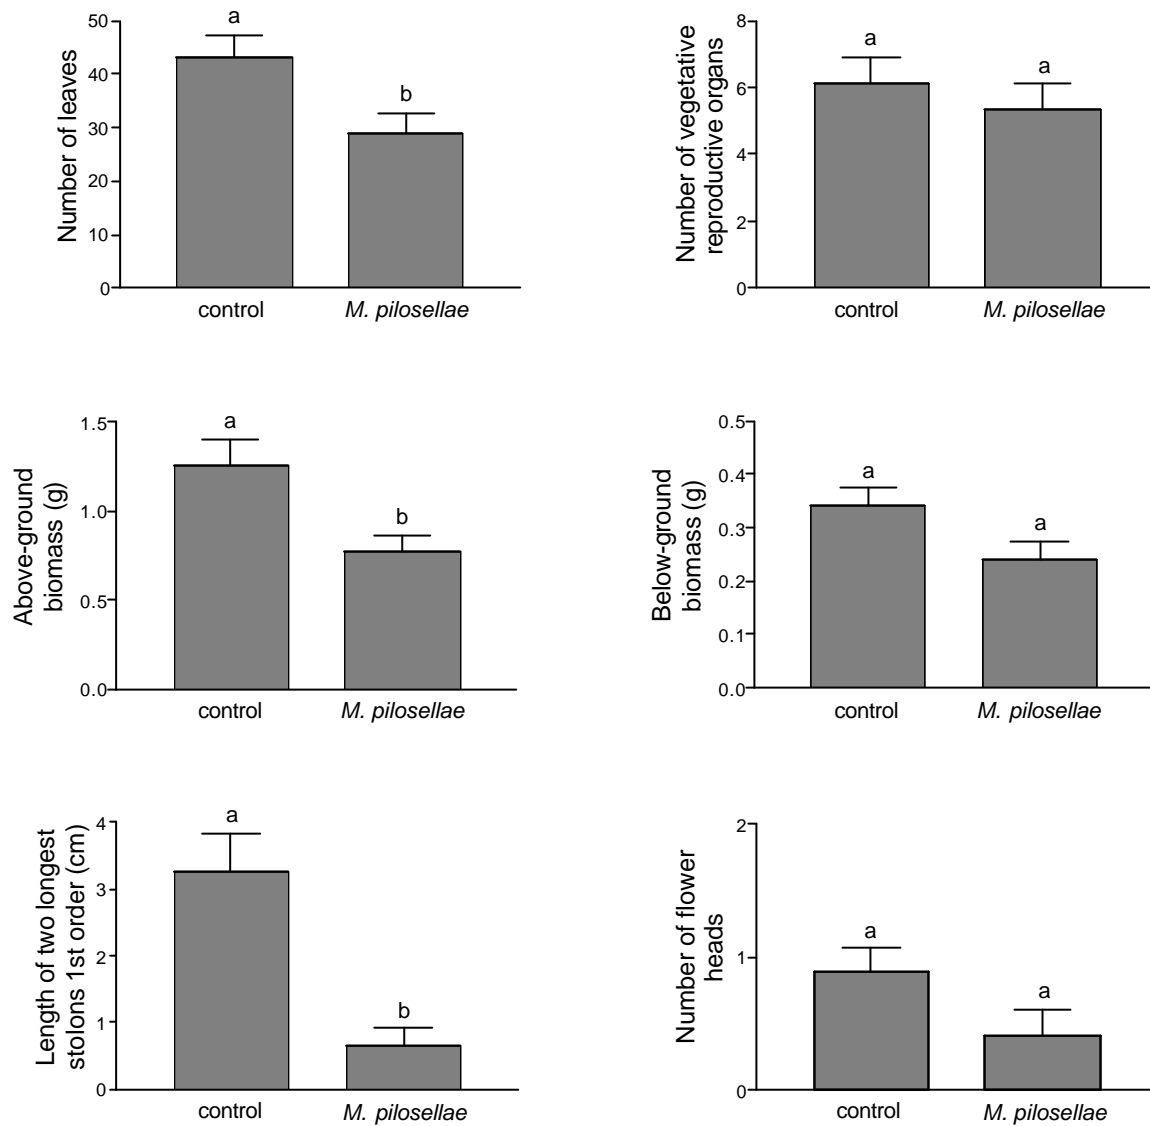 Number of leaves
50
40
30
20
10
0
a
b
control
M. pilosellae
Number of vegetative
reproductive organs
8
6
4
2
0
a
a
control
M. pilosellae
Above-ground
biomass (g)
1.5
1.0
0.5
0.0
a
b
control
M. pilosellae
Below-ground
biomass (g)
0.5
0.4
0.3
0.2
0.1
0.0
a
a
control
M. pilosellae
Length of two longest
stolons 1st order (cm)
4
3
2
1
0
a
b
control
M. pilosellae
Number of flower
heads
2
1
0
a
a
control
M. pilosellae